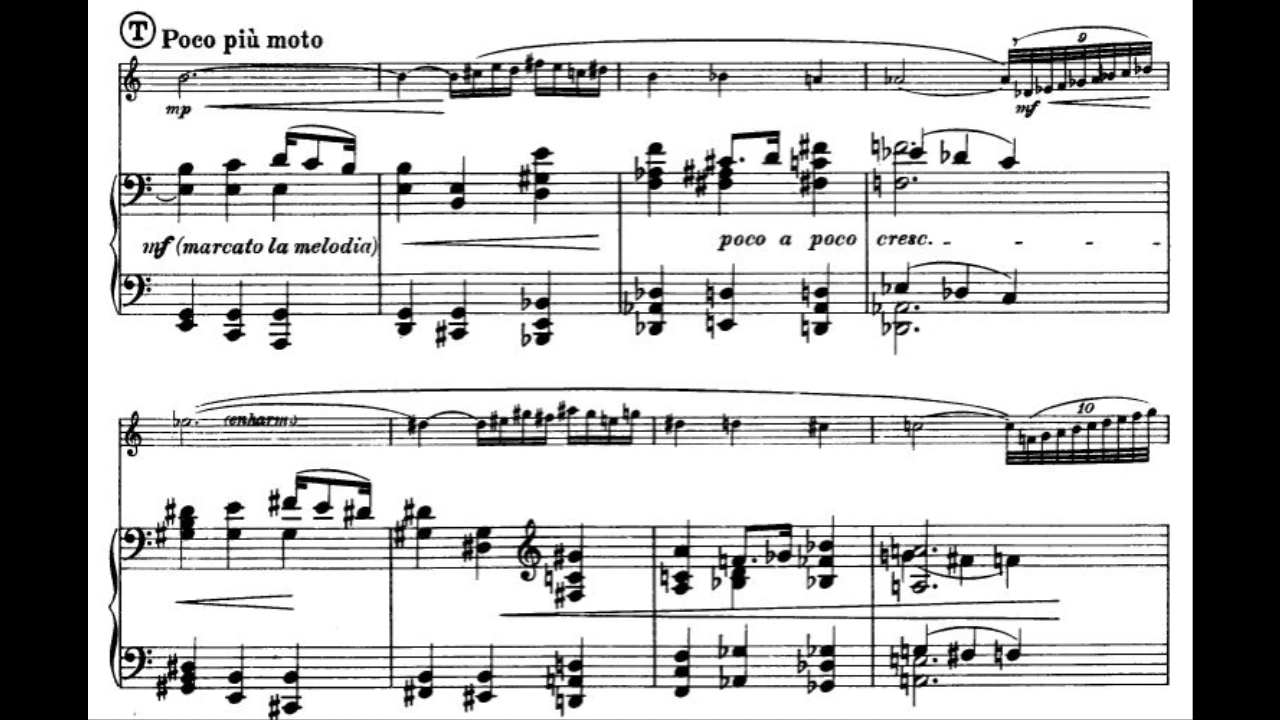 T Poco più moto
9
mp
mf
mf (marcato la melodia)
poco a poco cresc.
(enharm.)
10